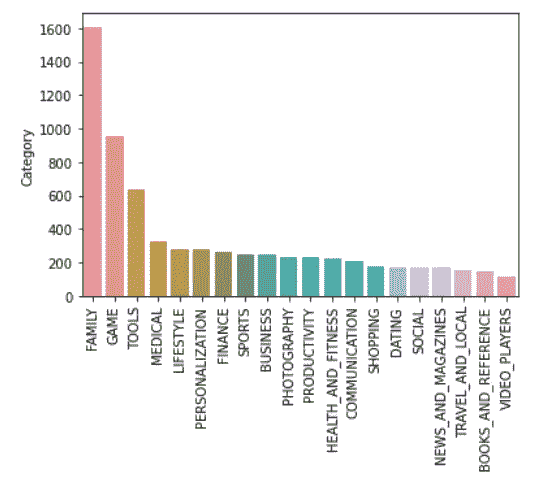 1600
1400
1200
1000
800
600
400
200
0
Category
FAMILY
GAME
TOOLS
MEDICAL
LIFESTYLE
PERSONALIZATION
FINANCE
SPORTS
BUSINESS
PHOTOGRAPHY
PRODUCTIVITY
HEALTH_AND_FITNESS
COMMUNICATION
SHOPPING
DATING
SOCIAL
NEWS_AND_MAGAZINES
TRAVEL_AND_LOCAL
BOOKS_AND_REFERENCE
VIDEO_PLAYERS